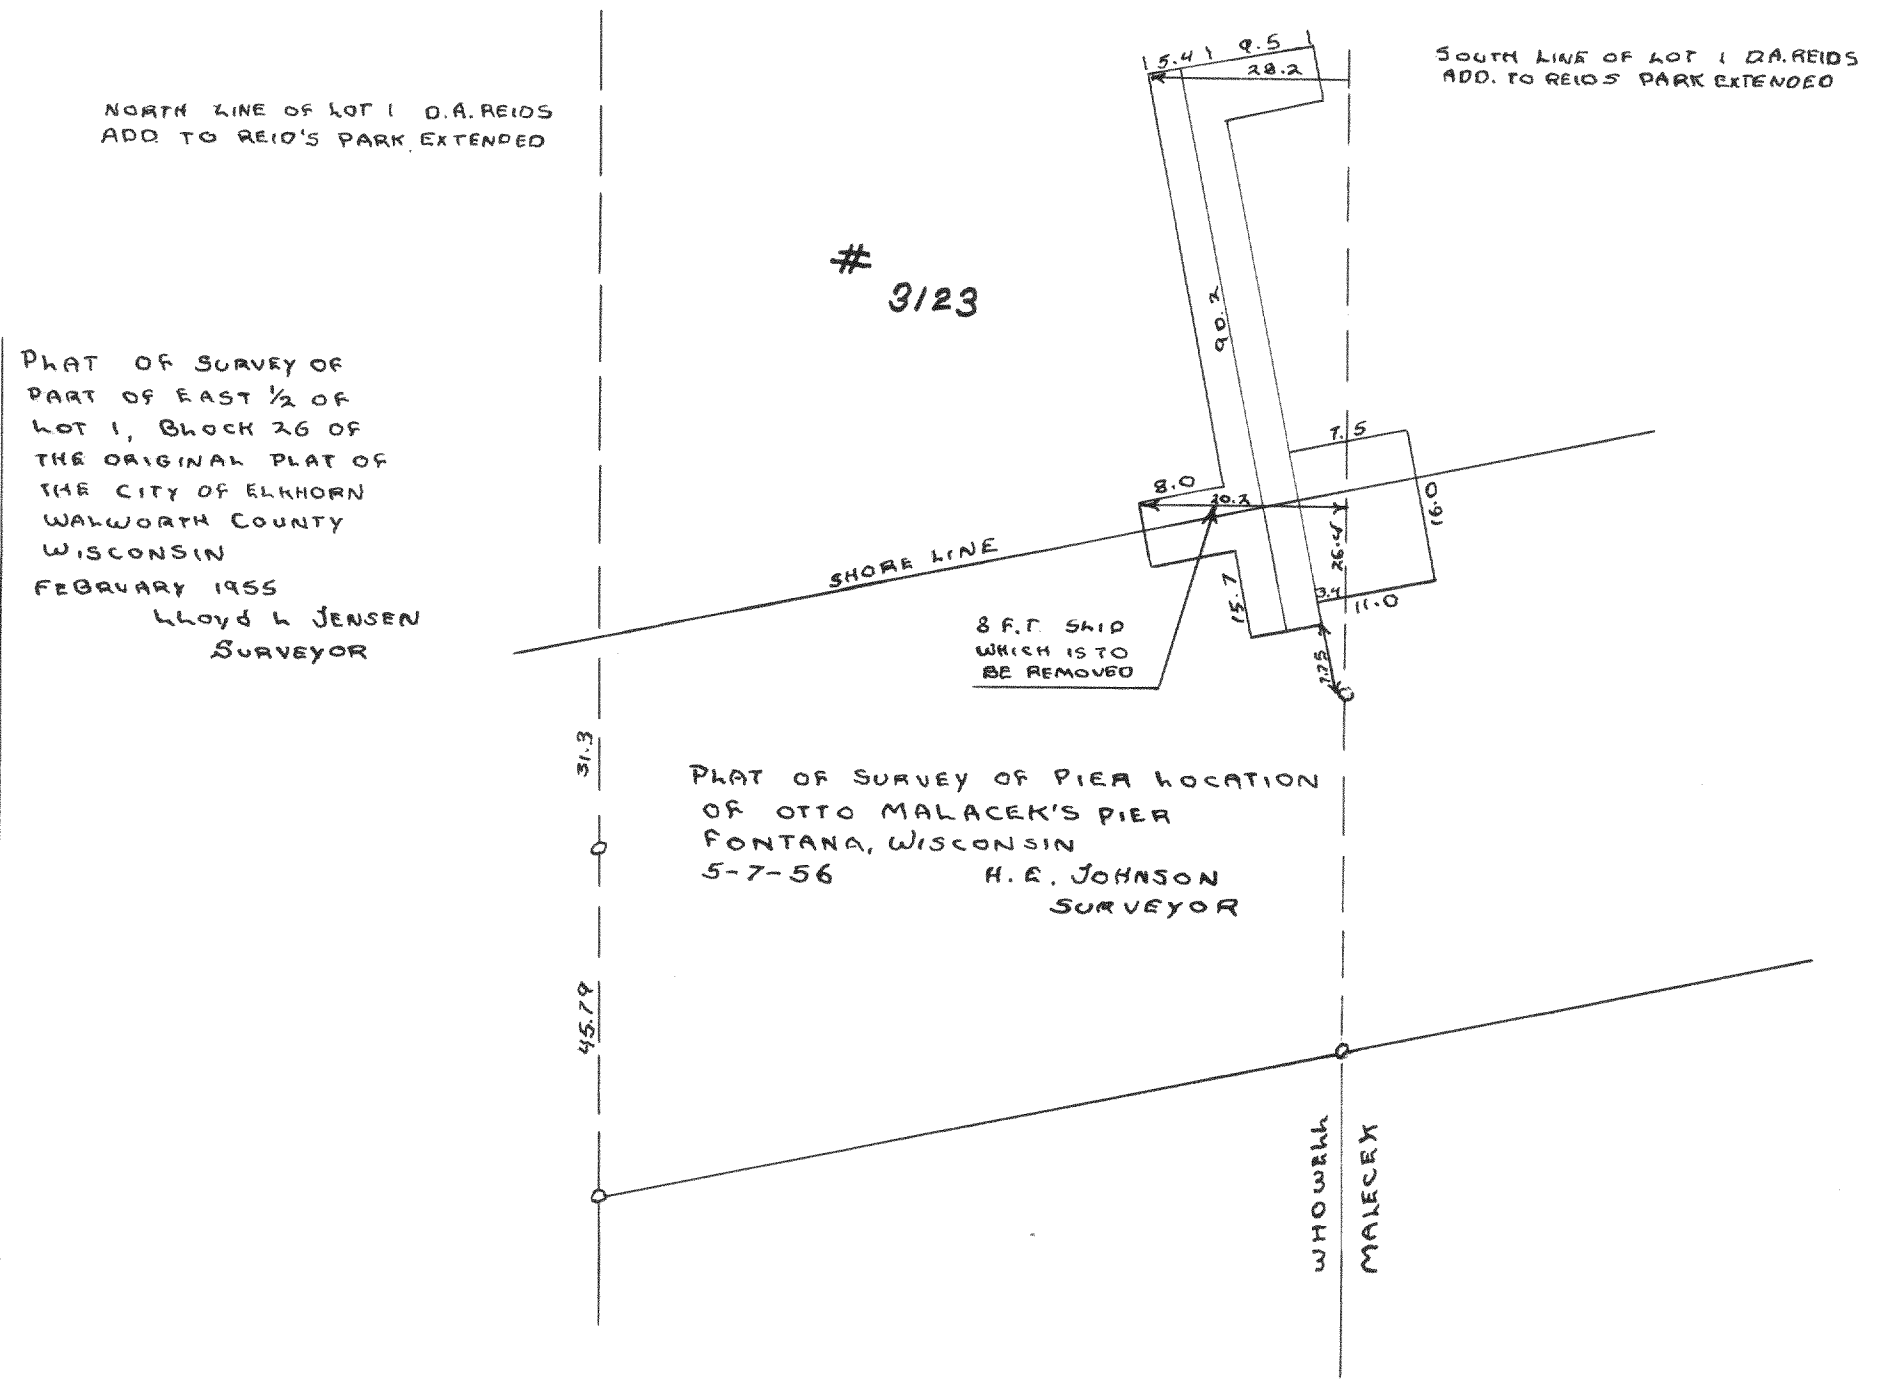 NORTH LINE OF LOT 1 D.A. REIDS
ADD. TO REID'S PARK EXTENDED
SOUTH LINE OF LOT 1 D.A. REIDS
ADD. TO REIDS PARK EXTENDED
5.4
9.5
28.2
#
3123
90.2
PLAT OF SURVEY OF
PART OF EAST 1/2 OF
LOT 1, BLOCK 26 OF
THE ORIGINAL PLAT OF
THE CITY OF ELKHORN
WALWORTH COUNTY
WISCONSIN
FEBRUARY 1955
LLOYD L JENSEN
SURVEYOR
7.5
8.0
20.2
16.0
26.4
SHORE LINE
15.7
3.4
11.0
8 F.T. SLIP
WHICH IS TO
BE REMOVED
7.75
31.3
PLAT OF SURVEY OF PIER LOCATION
OF OTTO MALACEK'S PIER
FONTANA, WISCONSIN
5-7-56 H. E. JOHNSON
SURVEYOR
45.79
WHOWELL
MALECEK